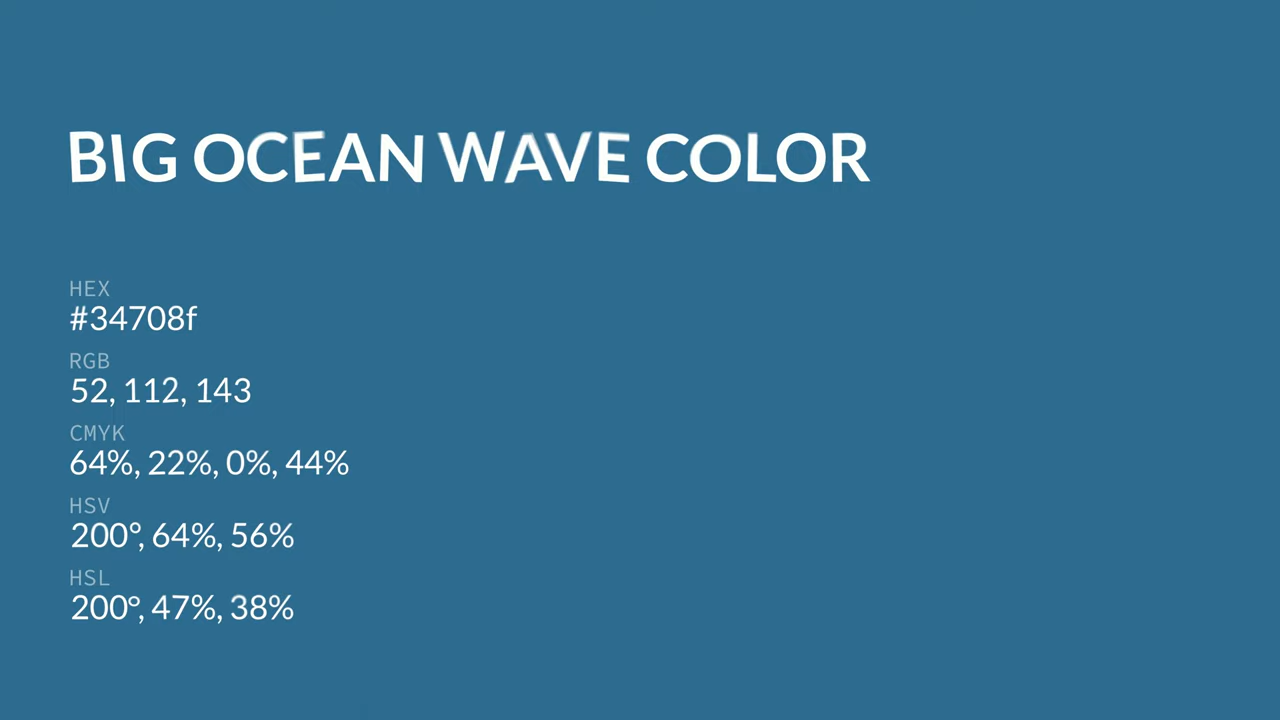 BIG OCEAN WAVE COLOR
HEX
#34708f
RGB
52, 112, 143
CMYK
64%, 22%, 0%, 44%
HSV
200°, 64%, 56%
HSL
200°, 47%, 38%